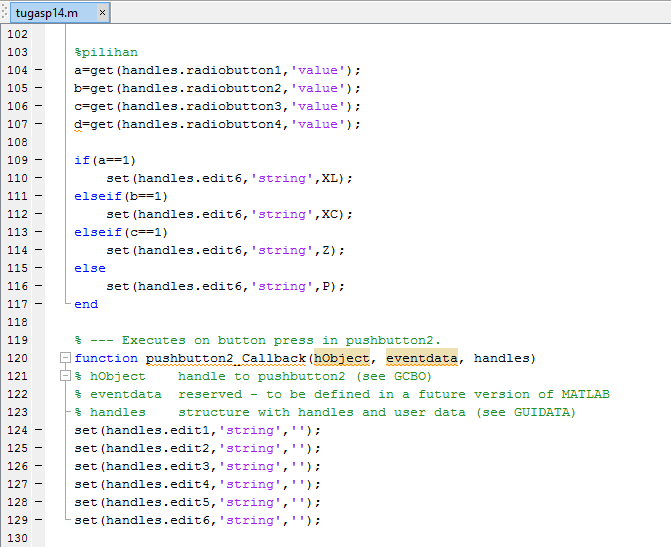 tugasp14.m ×
102
103 %pilihan
104 – a=get(handles.radiobutton1,'value');
105 – b=get(handles.radiobutton2,'value');
106 – c=get(handles.radiobutton3,'value');
107 – d=get(handles.radiobutton4,'value');
108
109 – if(a==1)
110 – set(handles.edit6,'string',XL);
111 – elseif(b==1)
112 – set(handles.edit6,'string',XC);
113 – elseif(c==1)
114 – set(handles.edit6,'string',Z);
115 – else
116 – set(handles.edit6,'string',P);
117 – end
118
119 % --- Executes on button press in pushbutton2.
120 function pushbutton2_Callback(hObject, eventdata, handles)
121 % hObject    handle to pushbutton2 (see GCBO)
122 % eventdata  reserved - to be defined in a future version of MATLAB
123 % handles    structure with handles and user data (see GUIDATA)
124 – set(handles.edit1,'string','');
125 – set(handles.edit2,'string','');
126 – set(handles.edit3,'string','');
127 – set(handles.edit4,'string','');
128 – set(handles.edit5,'string','');
129 – set(handles.edit6,'string','');
130